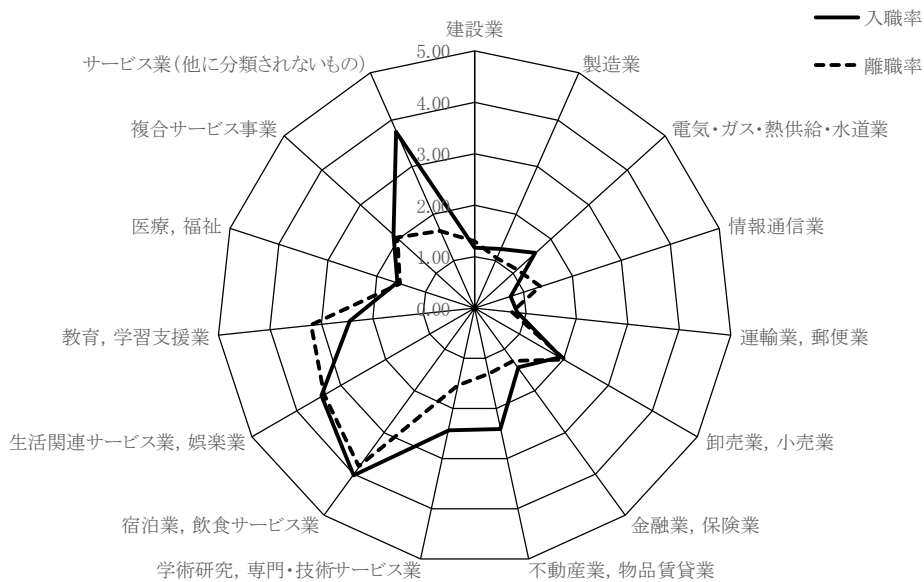 入職率
離職率
建設業
製造業
電気・ガス・熱供給・水道業
情報通信業
運輸業, 郵便業
卸売業, 小売業
金融業, 保険業
不動産業, 物品賃貸業
学術研究, 専門・技術サービス業
宿泊業, 飲食サービス業
生活関連サービス業, 娯楽業
教育, 学習支援業
医療, 福祉
複合サービス事業
サービス業(他に分類されないもの)
5.00
4.00
3.00
2.00
1.00
0.00